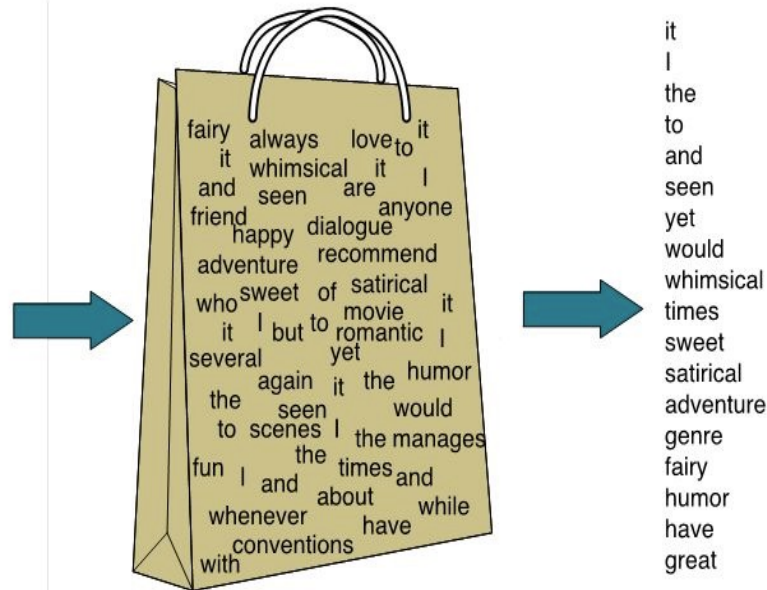 fairy always love to it
it whimsical it I
and seen are anyone
friend happy dialogue
adventure recommend
who sweet of satirical it
it I but to movie romantic I
several yet
again it the humor
the seen would
to scenes I the manages
the times and
fun I and about while
whenever have
with conventions
it
I
the
to
and
seen
yet
would
whimsical
times
sweet
satirical
adventure
genre
fairy
humor
have
great